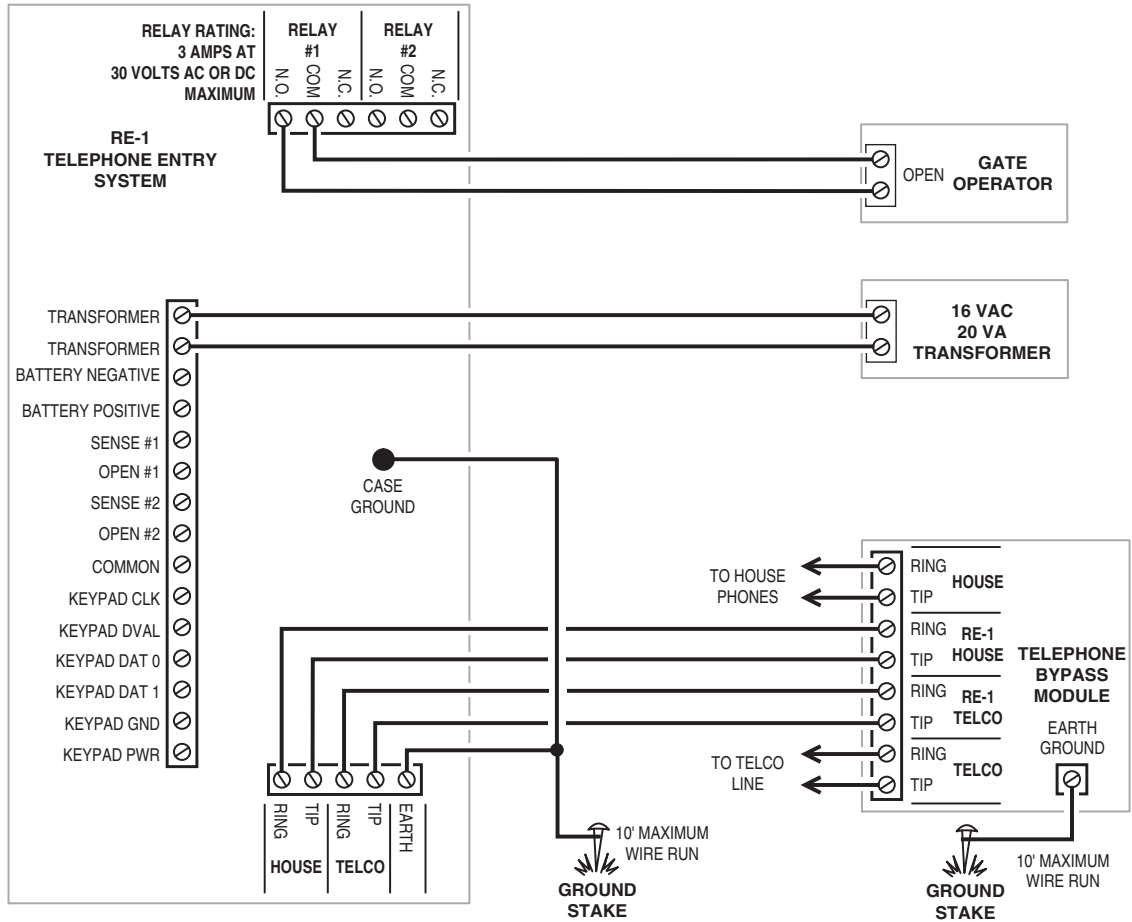 RELAY RATING:
3 AMPS AT
30 VOLTS AC OR DC
MAXIMUM
RELAY
#1
RELAY
#2
N.O.
COM
N.C.
N.O.
COM
N.C.
RE-1
TELEPHONE ENTRY
SYSTEM
OPEN
GATE
OPERATOR
TRANSFORMER
TRANSFORMER
BATTERY NEGATIVE
BATTERY POSITIVE
SENSE #1
OPEN #1
SENSE #2
OPEN #2
COMMON
KEYPAD CLK
KEYPAD DVAL
KEYPAD DAT 0
KEYPAD DAT 1
KEYPAD GND
KEYPAD PWR
16 VAC
20 VA
TRANSFORMER
CASE
GROUND
TO HOUSE
PHONES
RING
TIP
HOUSE
RING
TIP
RE-1
HOUSE
RING
TIP
RE-1
TELCO
RING
TIP
TELCO
TELEPHONE
BYPASS
MODULE
EARTH
GROUND
TO TELCO
LINE
RING
TIP
RING
TIP
EARTH
HOUSE
TELCO
10' MAXIMUM
WIRE RUN
GROUND
STAKE
10' MAXIMUM
WIRE RUN
GROUND
STAKE